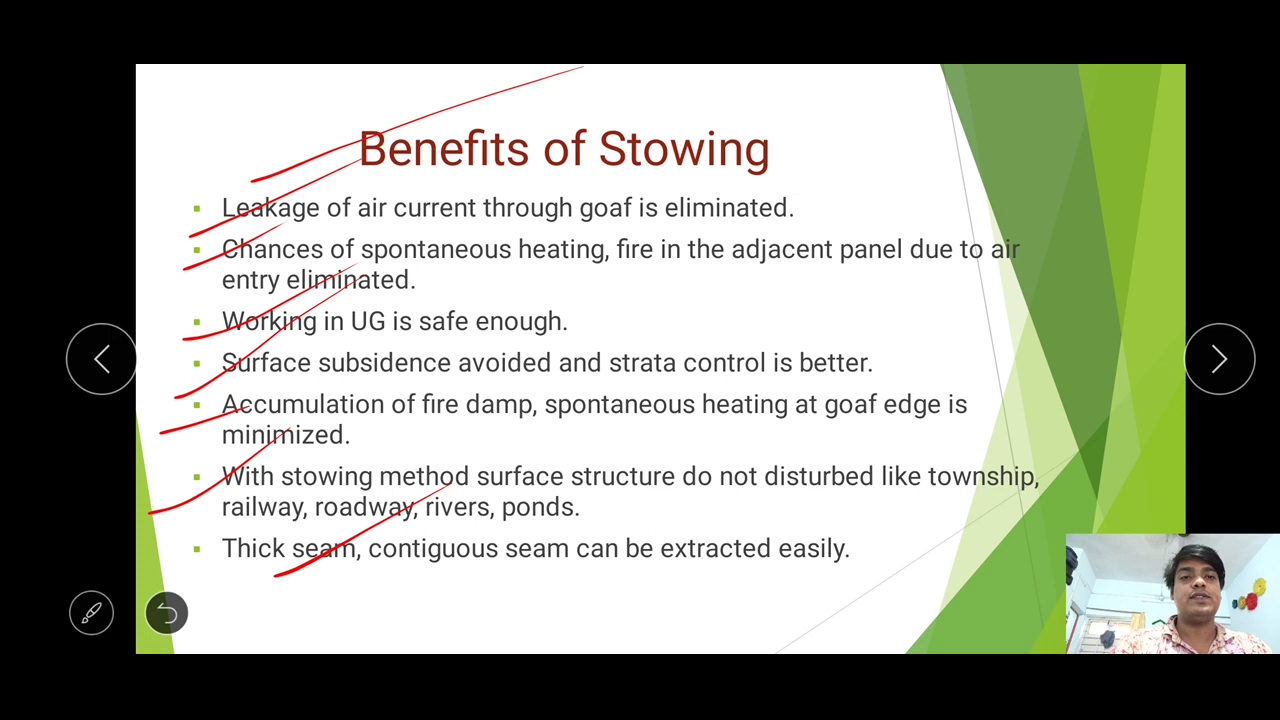 Benefits of Stowing
Leakage of air current through goaf is eliminated.
Chances of spontaneous heating, fire in the adjacent panel due to air
entry eliminated.
Working in UG is safe enough.
Surface subsidence avoided and strata control is better.
Accumulation of fire damp, spontaneous heating at goaf edge is
minimized.
With stowing method surface structure do not disturbed like township,
railway, roadway, rivers, ponds.
Thick seam, contiguous seam can be extracted easily.